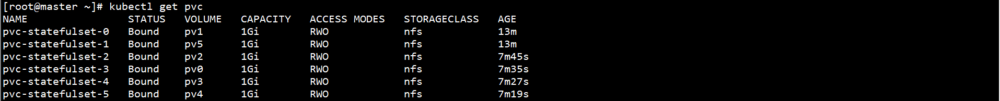 [root@master ~]# kubectl get pvc
NAME                STATUS   VOLUME   CAPACITY   ACCESS MODES   STORAGECLASS   AGE
pvc-statefulset-0   Bound    pv1      1Gi        RWO            nfs            13m
pvc-statefulset-1   Bound    pv5      1Gi        RWO            nfs            13m
pvc-statefulset-2   Bound    pv2      1Gi        RWO            nfs            7m45s
pvc-statefulset-3   Bound    pv0      1Gi        RWO            nfs            7m35s
pvc-statefulset-4   Bound    pv3      1Gi        RWO            nfs            7m27s
pvc-statefulset-5   Bound    pv4      1Gi        RWO            nfs            7m19s